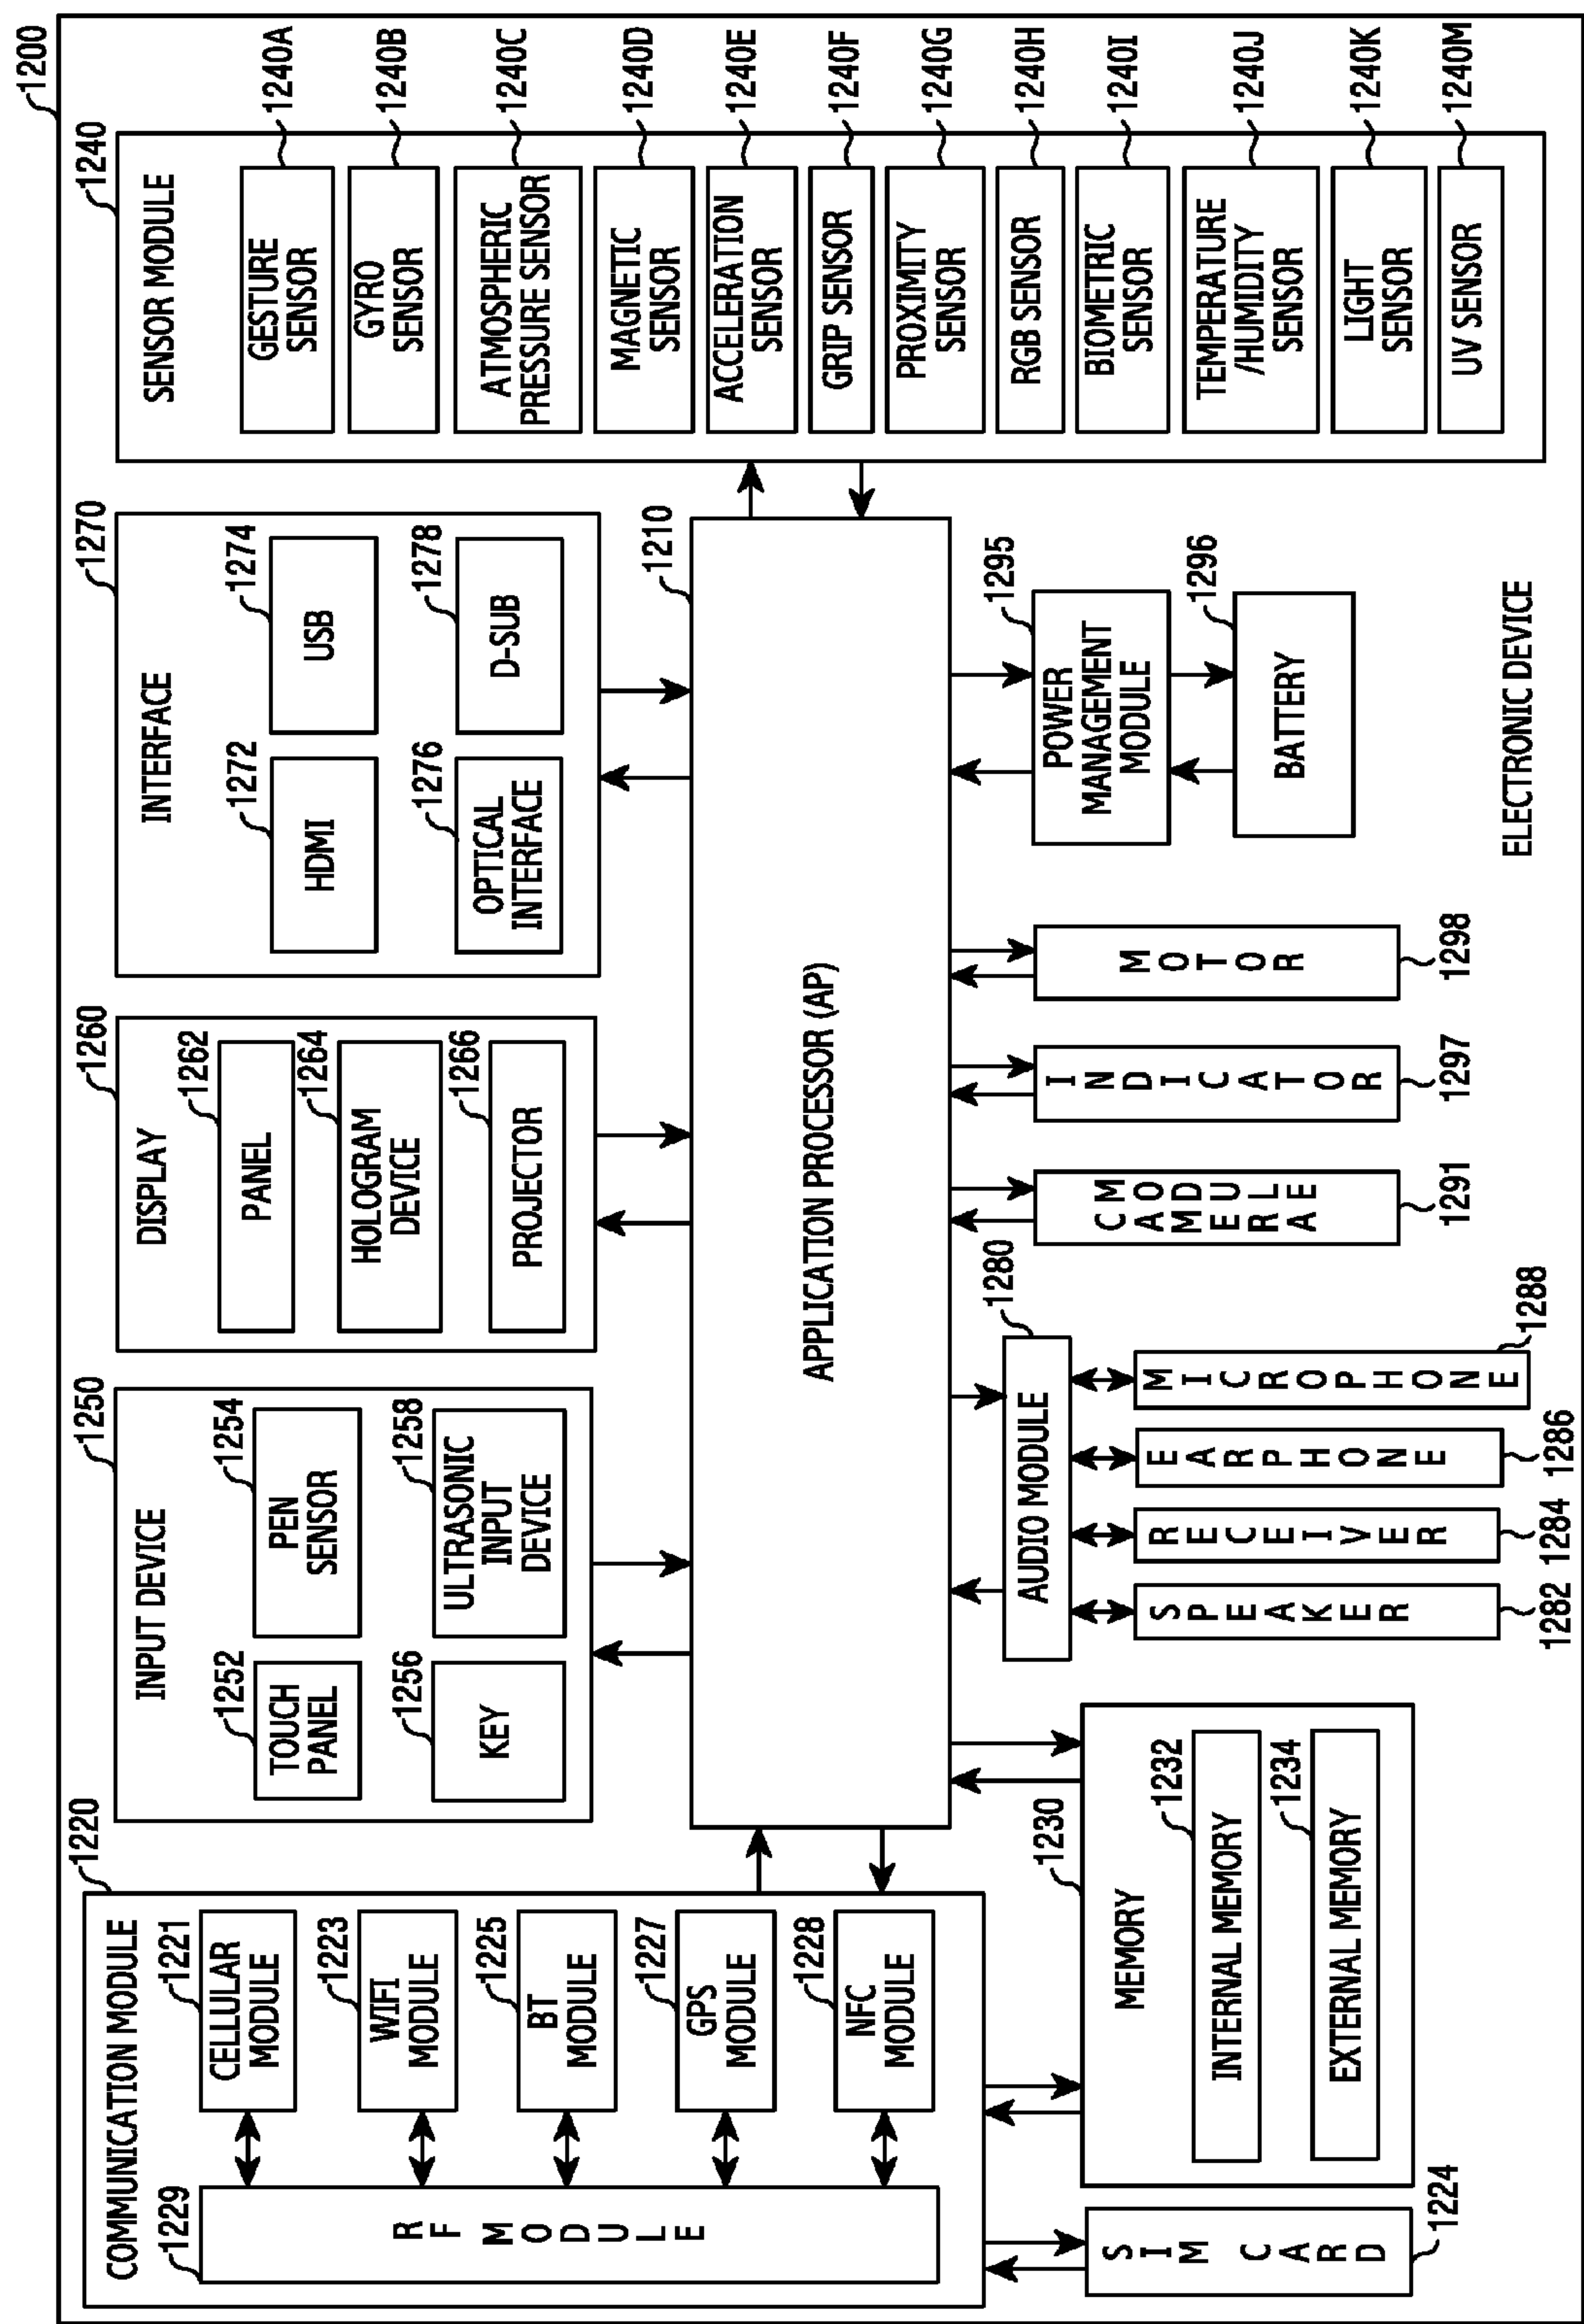 1200
COMMUNICATION MODULE
1220
1229
RF MODULE
CELLULAR
MODULE
1221
WIFI
MODULE
1223
BT
MODULE
1225
GPS
MODULE
1227
NFC
MODULE
1228
INPUT DEVICE
1250
TOUCH
PANEL
1252
PEN
SENSOR
1254
KEY
1256
ULTRASONIC
INPUT
DEVICE
1258
DISPLAY
1260
PANEL
1262
HOLOGRAM
DEVICE
1264
PROJECTOR
1266
INTERFACE
1270
HDMI
1272
USB
1274
OPTICAL
INTERFACE
1276
D-SUB
1278
SENSOR MODULE
1240
GESTURE
SENSOR
1240A
GYRO
SENSOR
1240B
ATMOSPHERIC
PRESSURE SENSOR
1240C
MAGNETIC
SENSOR
1240D
ACCELERATION
SENSOR
1240E
GRIP SENSOR
1240F
PROXIMITY
SENSOR
1240G
RGB SENSOR
1240H
BIOMETRIC
SENSOR
1240I
TEMPERATURE
/HUMIDITY
SENSOR
1240J
LIGHT
SENSOR
1240K
UV SENSOR
1240M
APPLICATION PROCESSOR (AP)
1210
SIM CARD
1224
MEMORY
1230
INTERNAL MEMORY
1232
EXTERNAL MEMORY
1234
AUDIO MODULE
1280
SPEAKER
1282
RECEIVER
1284
EARPHONE
1286
MICROPHONE
1288
CAMERA
MODULE
1291
INDICATOR
1297
MOTOR
1298
POWER
MANAGEMENT
MODULE
1295
BATTERY
1296
ELECTRONIC DEVICE